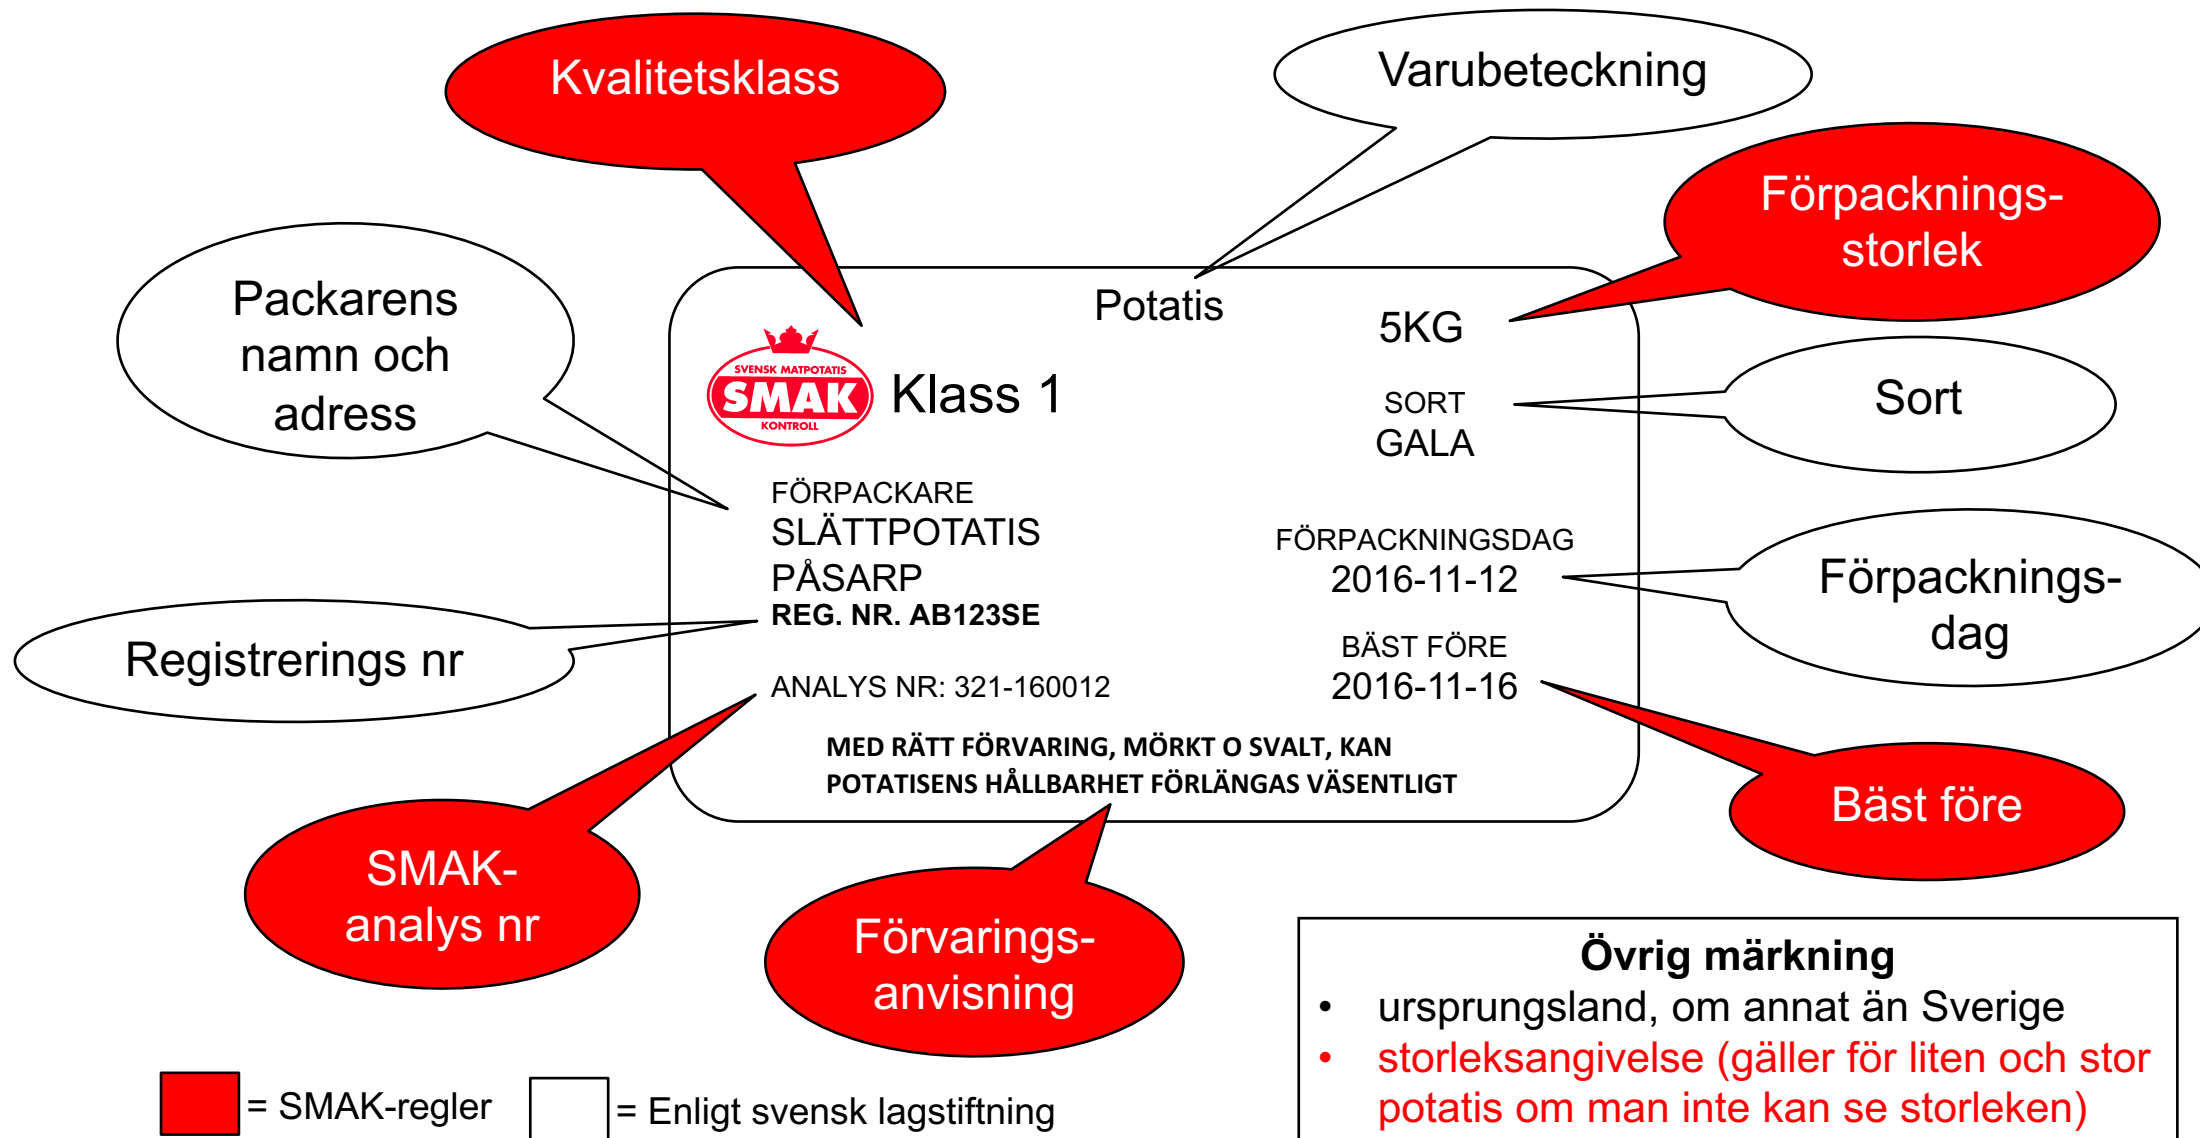 Kvalitetsklass
Varubeteckning
Förpacknings-
storlek
Packarens
namn och
adress
Potatis
5KG
SVENSK MATPOTATIS
SMAK
KONTROLL
Klass 1
SORT
GALA
Sort
FÖRPACKARE
SLÄTTPOTATIS
PÅSARP
REG. NR. AB123SE
FÖRPACKNINGSDAG
2016-11-12
Förpacknings-
dag
Registrerings nr
BÄST FÖRE
2016-11-16
ANALYS NR: 321-160012
MED RÄTT FÖRVARING, MÖRKT O SVALT, KAN
POTATISENS HÅLLBARHET FÖRLÄNGAS VÄSENTLIGT
Bäst före
SMAK-
analys nr
Förvarings-
anvisning
Övrig märkning
• ursprungsland, om annat än Sverige
• storleksangivelse (gäller för liten och stor
potatis om man inte kan se storleken)
= SMAK-regler
= Enligt svensk lagstiftning